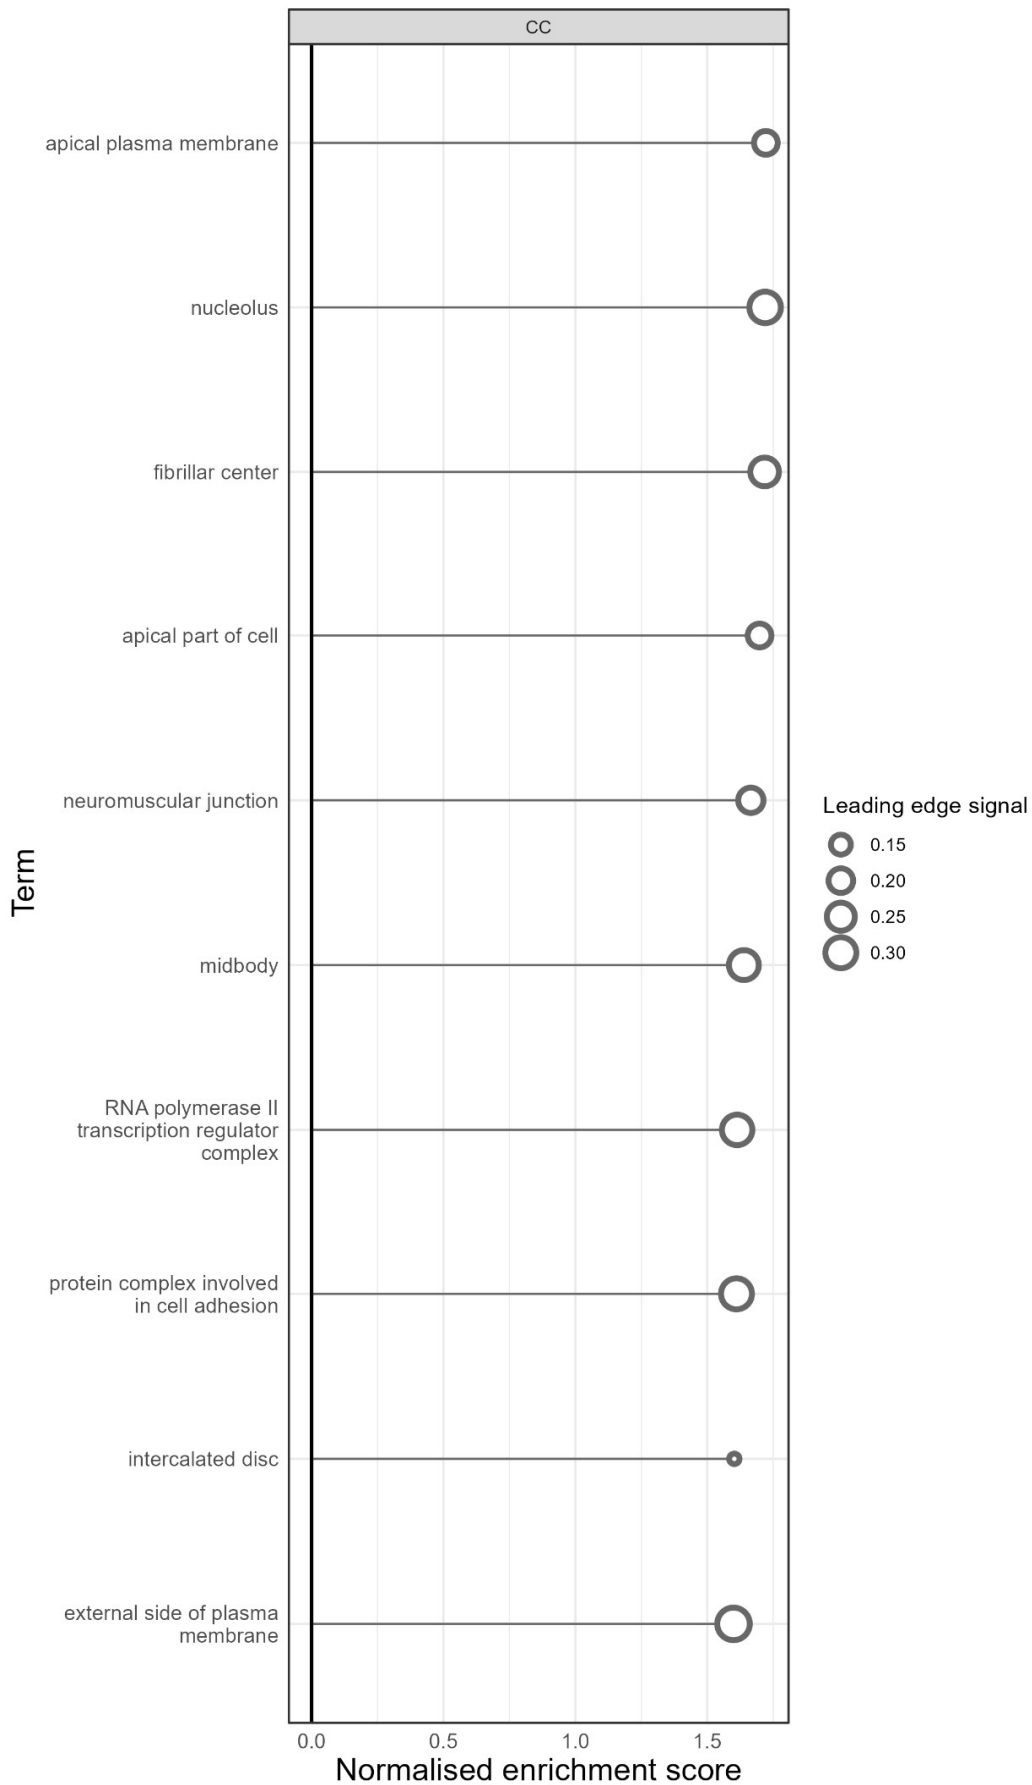 CC
apical plasma membrane
nucleolus
fibrillar center
apical part of cell
neuromuscular junction
midbody
RNA polymerase II
transcription regulator
complex
protein complex involved
in cell adhesion
intercalated disc
external side of plasma
membrane
Term
0.0 0.5 1.0 1.5
Normalised enrichment score
Leading edge signal
0.15
0.20
0.25
0.30